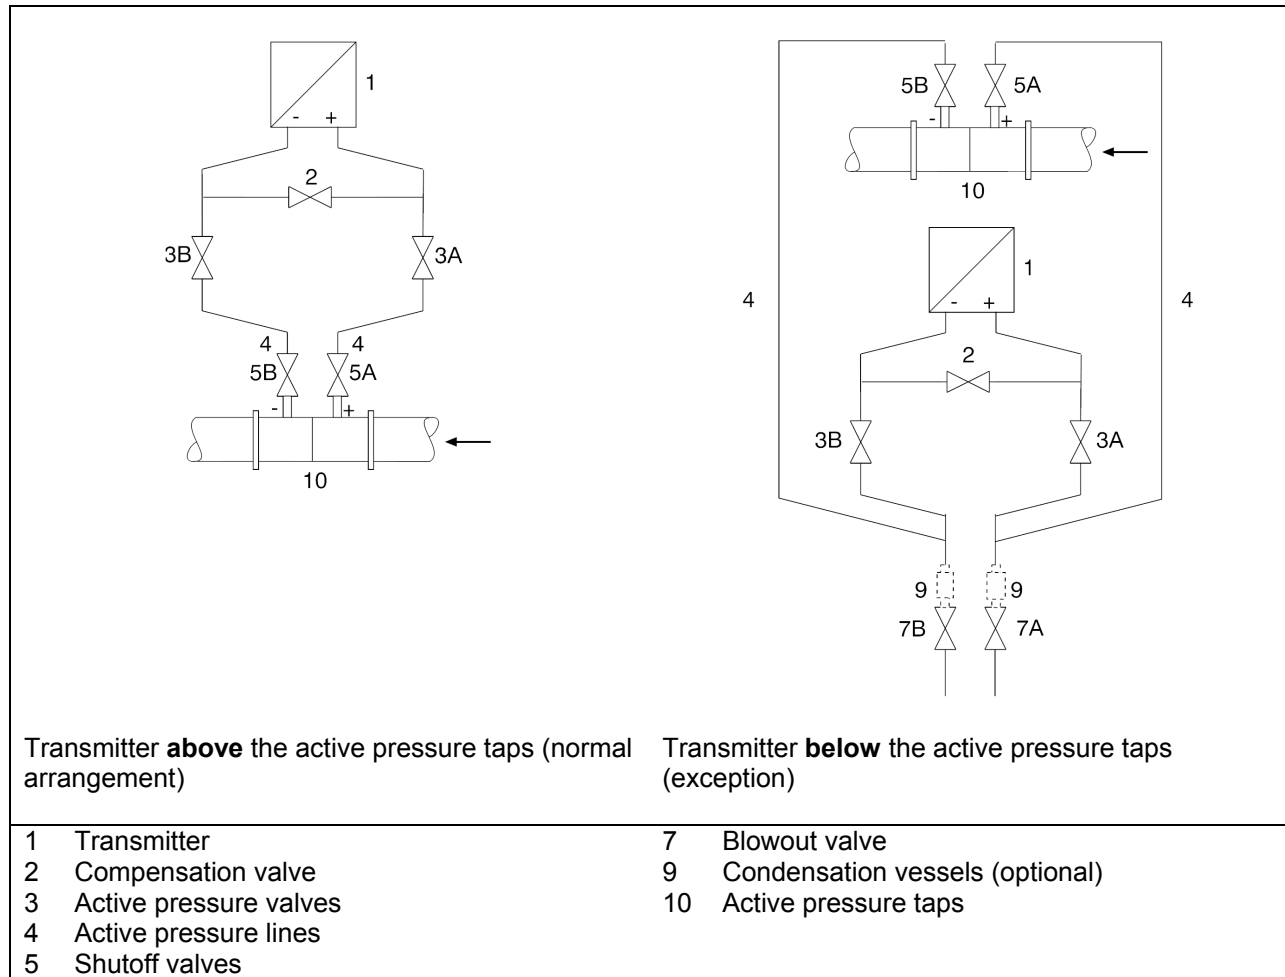 1
- +
2
3B
3A
4
4
5B
5A
- +
10
5B
5A
- +
10
1
- +
4
4
2
3B
3A
9
9
7B
7A
Transmitter above the active pressure taps (normal
arrangement)
Transmitter below the active pressure taps
(exception)
1 Transmitter
2 Compensation valve
3 Active pressure valves
4 Active pressure lines
5 Shutoff valves
7 Blowout valve
9 Condensation vessels (optional)
10 Active pressure taps